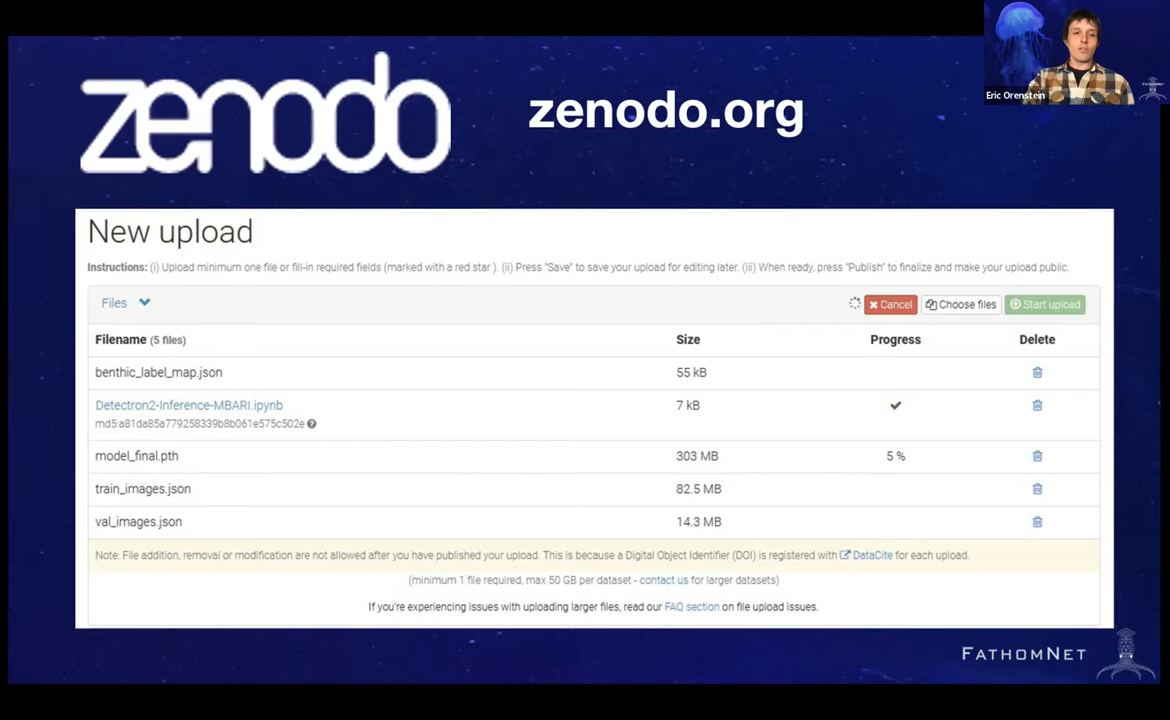 zenodo
zenodo.org
Eric Orenstein
New upload
Instructions: (i) Upload minimum one file or fill-in required fields (marked with a red star ). (ii) Press "Save" to save your upload for editing later. (iii) When ready, press "Publish" to finalize and make your upload public.
Files
Cancel Choose files Start upload
Filename (5 files) Size Progress Delete
benthic_label_map.json 55 kB
Detectron2-Inference-MBARI.ipynb 7 kB
md5:a81da85a779258339b8b061e575c502e
model_final.pth 303 MB 5 %
train_images.json 82.5 MB
val_images.json 14.3 MB
Note: File addition, removal or modification are not allowed after you have published your upload. This is because a Digital Object Identifier (DOI) is registered with DataCite for each upload.
(minimum 1 file required, max 50 GB per dataset - contact us for larger datasets)
If you're experiencing issues with uploading larger files, read our FAQ section on file upload issues.
FATHOMNET